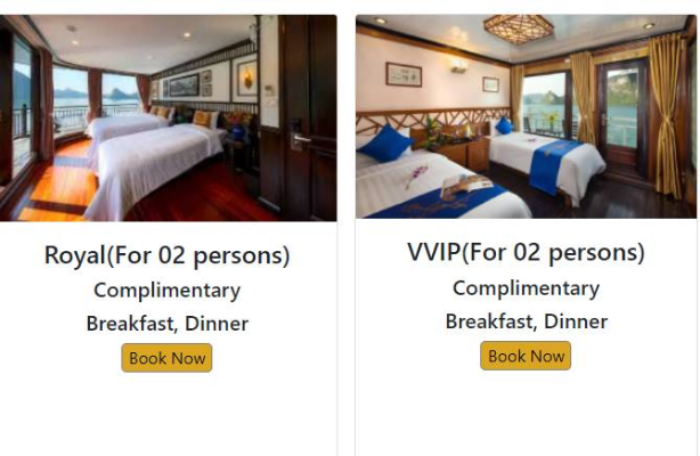 Royal(For 02 persons)
Complimentary
Breakfast, Dinner
Book Now
VVIP(For 02 persons)
Complimentary
Breakfast, Dinner
Book Now